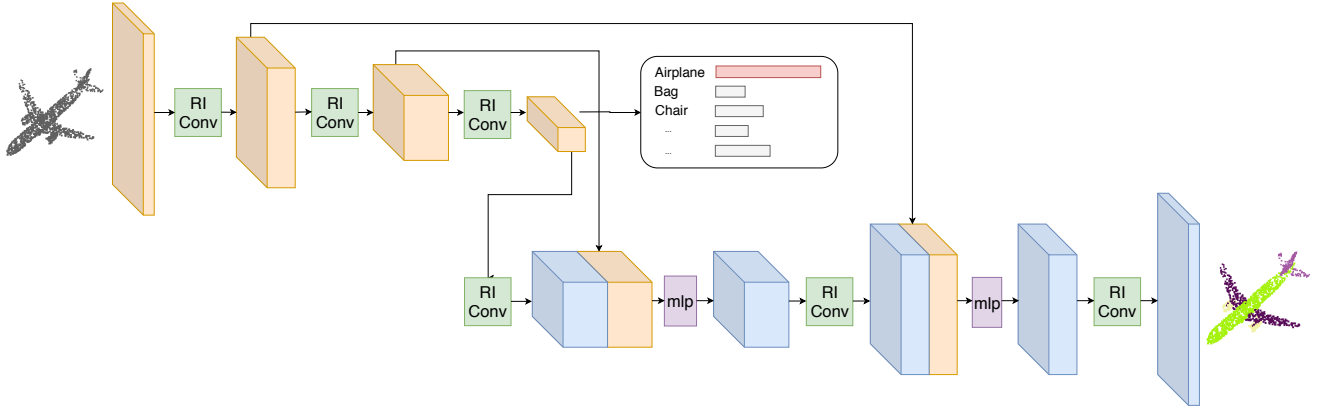 RI
Conv
RI
Conv
RI
Conv
Airplane
Bag
Chair
...
...
RI
Conv
mlp
RI
Conv
mlp
RI
Conv